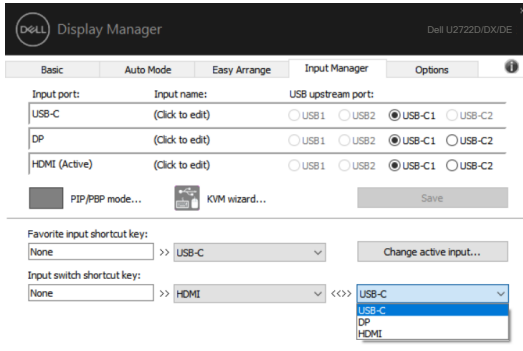 DELL Display Manager Dell U2722D/DX/DE
Basic Auto Mode Easy Arrange Input Manager Options
Input port: Input name: USB upstream port:
USB-C (Click to edit) USB1 USB2 USB-C1 USB-C2
DP (Click to edit) USB1 USB2 USB-C1 USB-C2
HDMI (Active) (Click to edit) USB1 USB2 USB-C1 USB-C2
PIP/PBP mode... KVM wizard... Save
Favorite input shortcut key:
None >> USB-C Change active input...
Input switch shortcut key:
None >> HDMI <<>> USB-C
USB-C
DP
HDMI